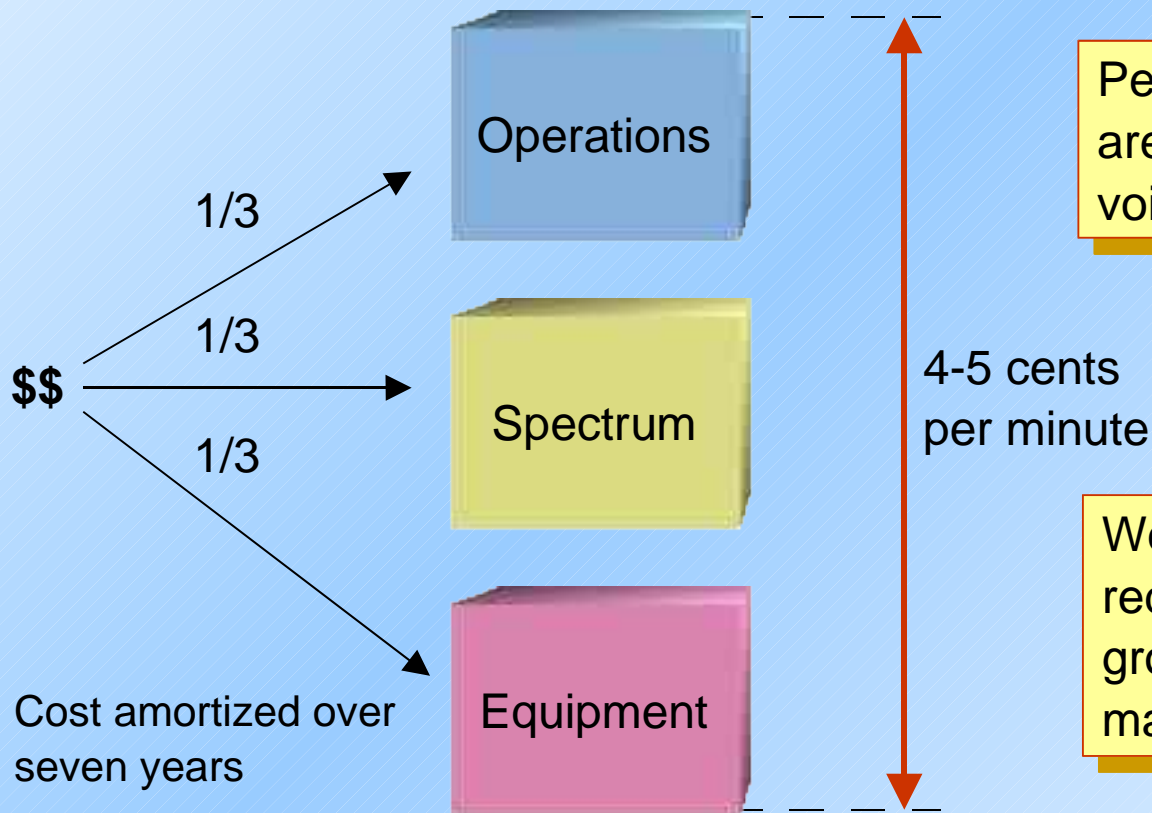 Operations
1/3
1/3
$$
1/3
Spectrum
Equipment
Cost amortized over
seven years
4-5 cents
per minute
are